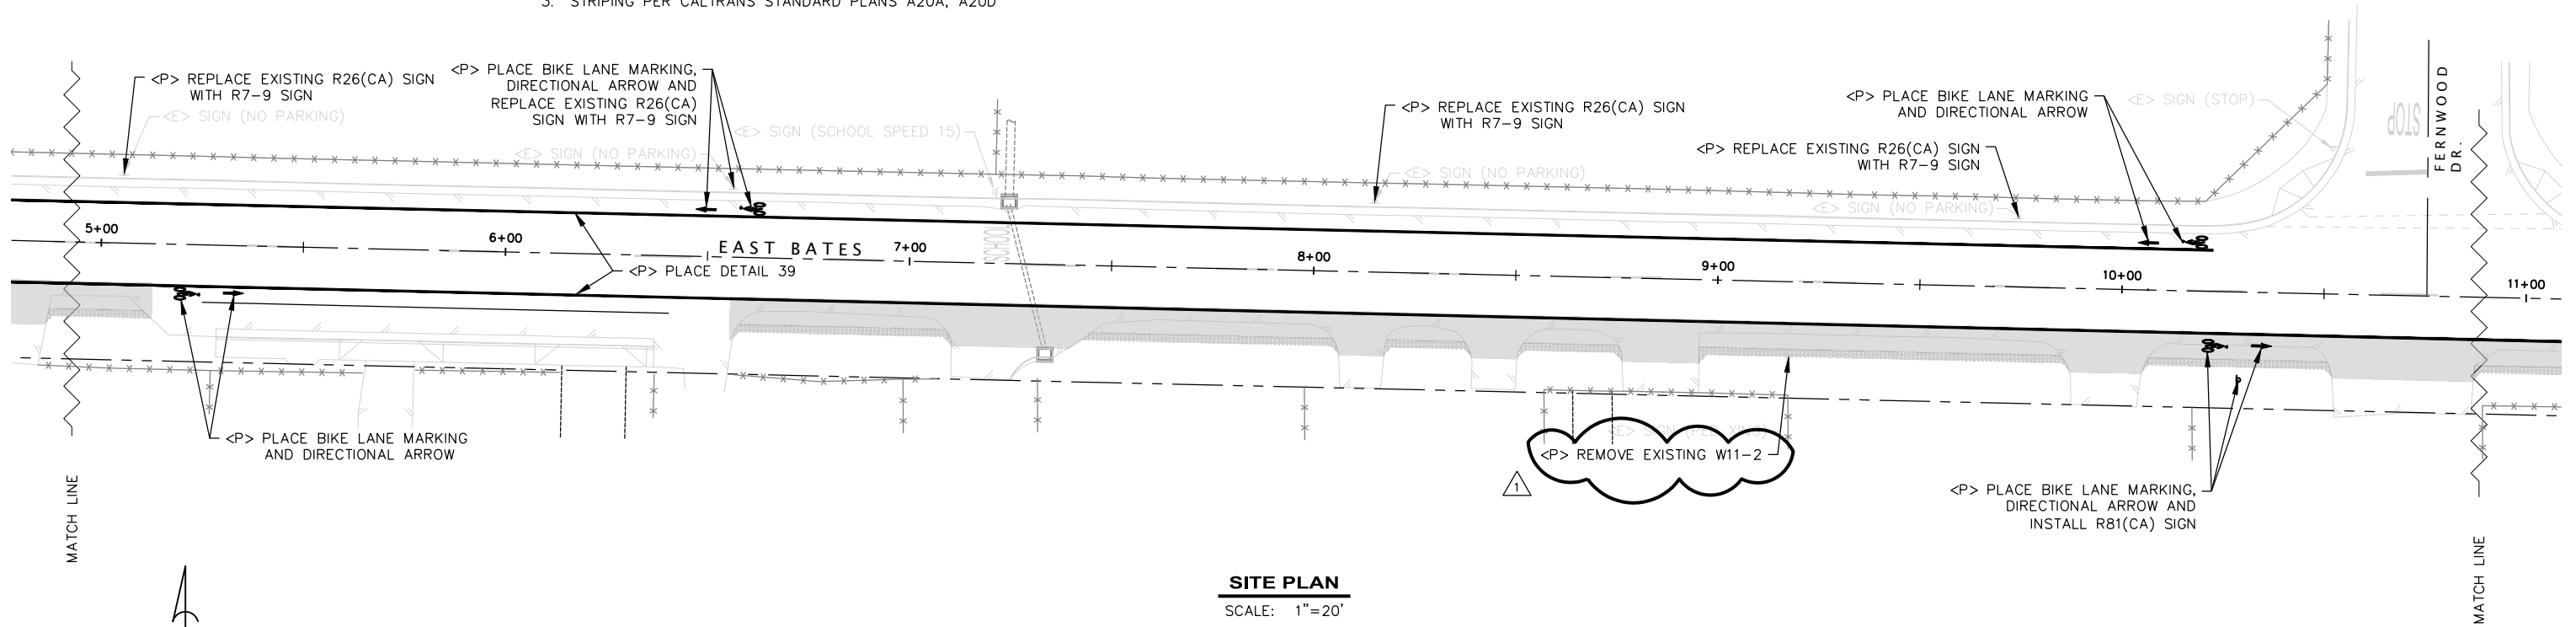 3. STRIPING PER CALTRANS STANDARD PLANS A20A, A20D
<P> REPLACE EXISTING R26(CA) SIGN
WITH R7-9 SIGN
<E> SIGN (NO PARKING)
<P> PLACE BIKE LANE MARKING,
DIRECTIONAL ARROW AND
REPLACE EXISTING R26(CA)
SIGN WITH R7-9 SIGN
<E> SIGN (NO PARKING)
<E> SIGN (SCHOOL SPEED 15)
<P> REPLACE EXISTING R26(CA) SIGN
WITH R7-9 SIGN
<E> SIGN (NO PARKING)
<P> PLACE BIKE LANE MARKING
AND DIRECTIONAL ARROW
<P> REPLACE EXISTING R26(CA) SIGN
WITH R7-9 SIGN
<E> SIGN (NO PARKING)
<E> SIGN (STOP)
STOP
FERNWOOD
DR.
5+00
6+00
EAST BATES
7+00
SCHOOL
8+00
9+00
10+00
11+00
<P> PLACE DETAIL 39
<P> PLACE BIKE LANE MARKING
AND DIRECTIONAL ARROW
<E> SIGN (PED XING)
<P> REMOVE EXISTING W11-2
1
<P> PLACE BIKE LANE MARKING,
DIRECTIONAL ARROW AND
INSTALL R81(CA) SIGN
MATCH LINE
MATCH LINE
SITE PLAN
SCALE: 1"=20'